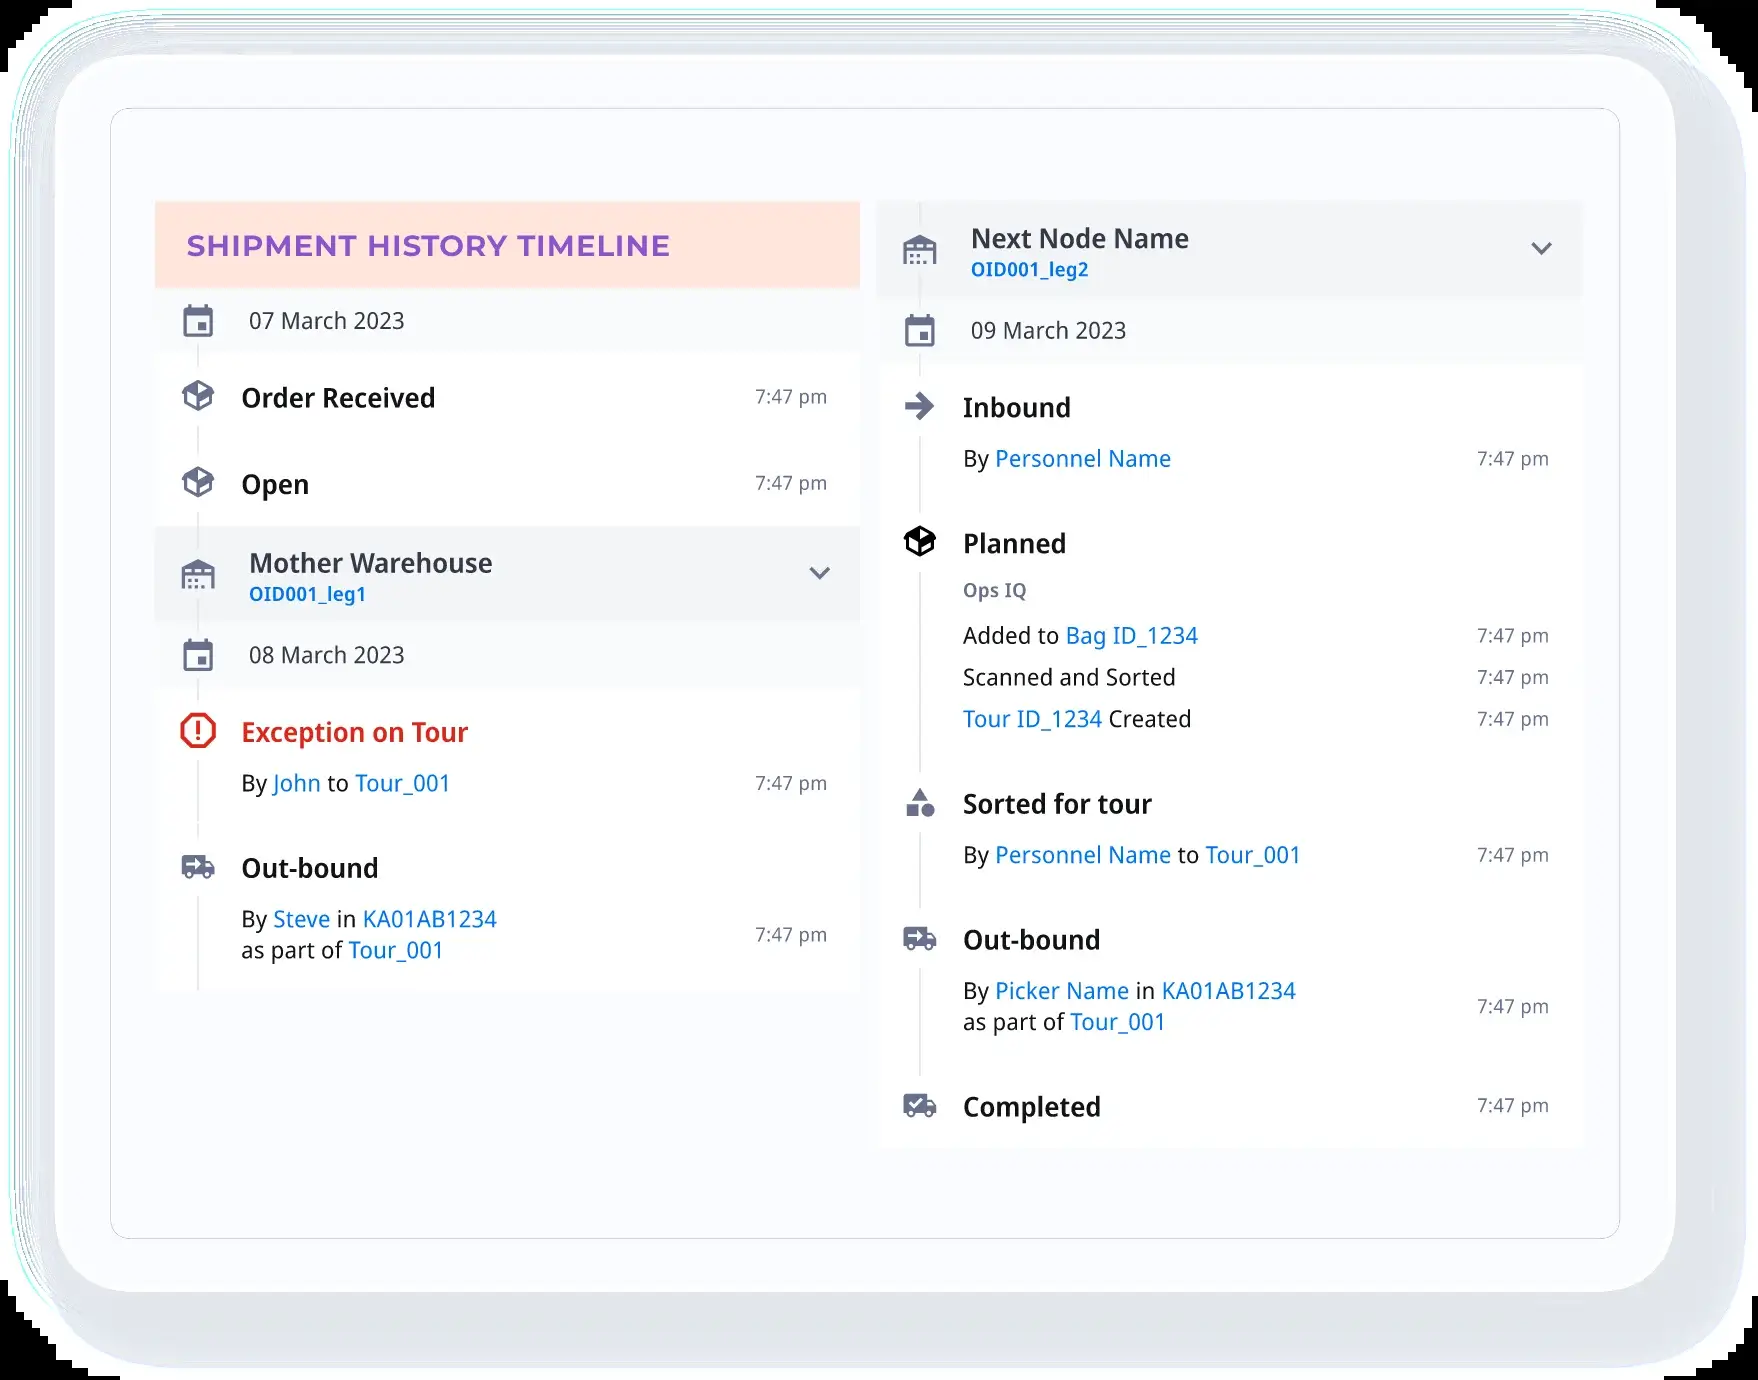 SHIPMENT HISTORY TIMELINE
07 March 2023
Order Received 7:47 pm
Open 7:47 pm
Mother Warehouse
OID001_leg1
08 March 2023
Exception on Tour
By John to Tour_001 7:47 pm
Out-bound
By Steve in KA01AB1234
as part of Tour_001
7:47 pm
Next Node Name
OID001_leg2
09 March 2023
Inbound
By Personnel Name 7:47 pm
Planned
Ops IQ
Added to Bag ID_1234 7:47 pm
Scanned and Sorted 7:47 pm
Tour ID_1234 Created 7:47 pm
Sorted for tour
By Personnel Name to Tour_001 7:47 pm
Out-bound
By Picker Name in KA01AB1234
as part of Tour_001
7:47 pm
Completed 7:47 pm